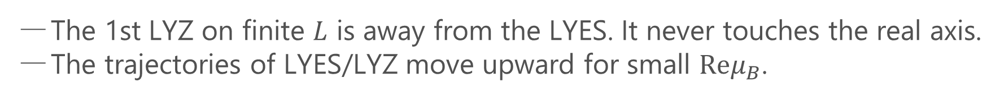 — The 1st LYZ on finite 𝐿 is away from the LYES. It never touches the real axis.
— The trajectories of LYES/LYZ move upward for small Re𝜇_𝐵.